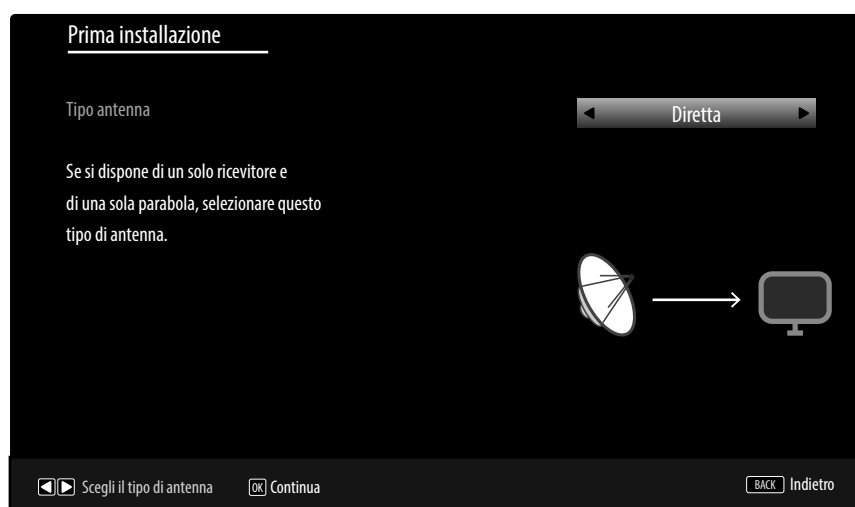 Prima installazione
Tipo antenna
Diretta
Se si dispone di un solo ricevitore e
di una sola parabola, selezionare questo
tipo di antenna.
Scegli il tipo di antenna
OK Continua
BACK Indietro